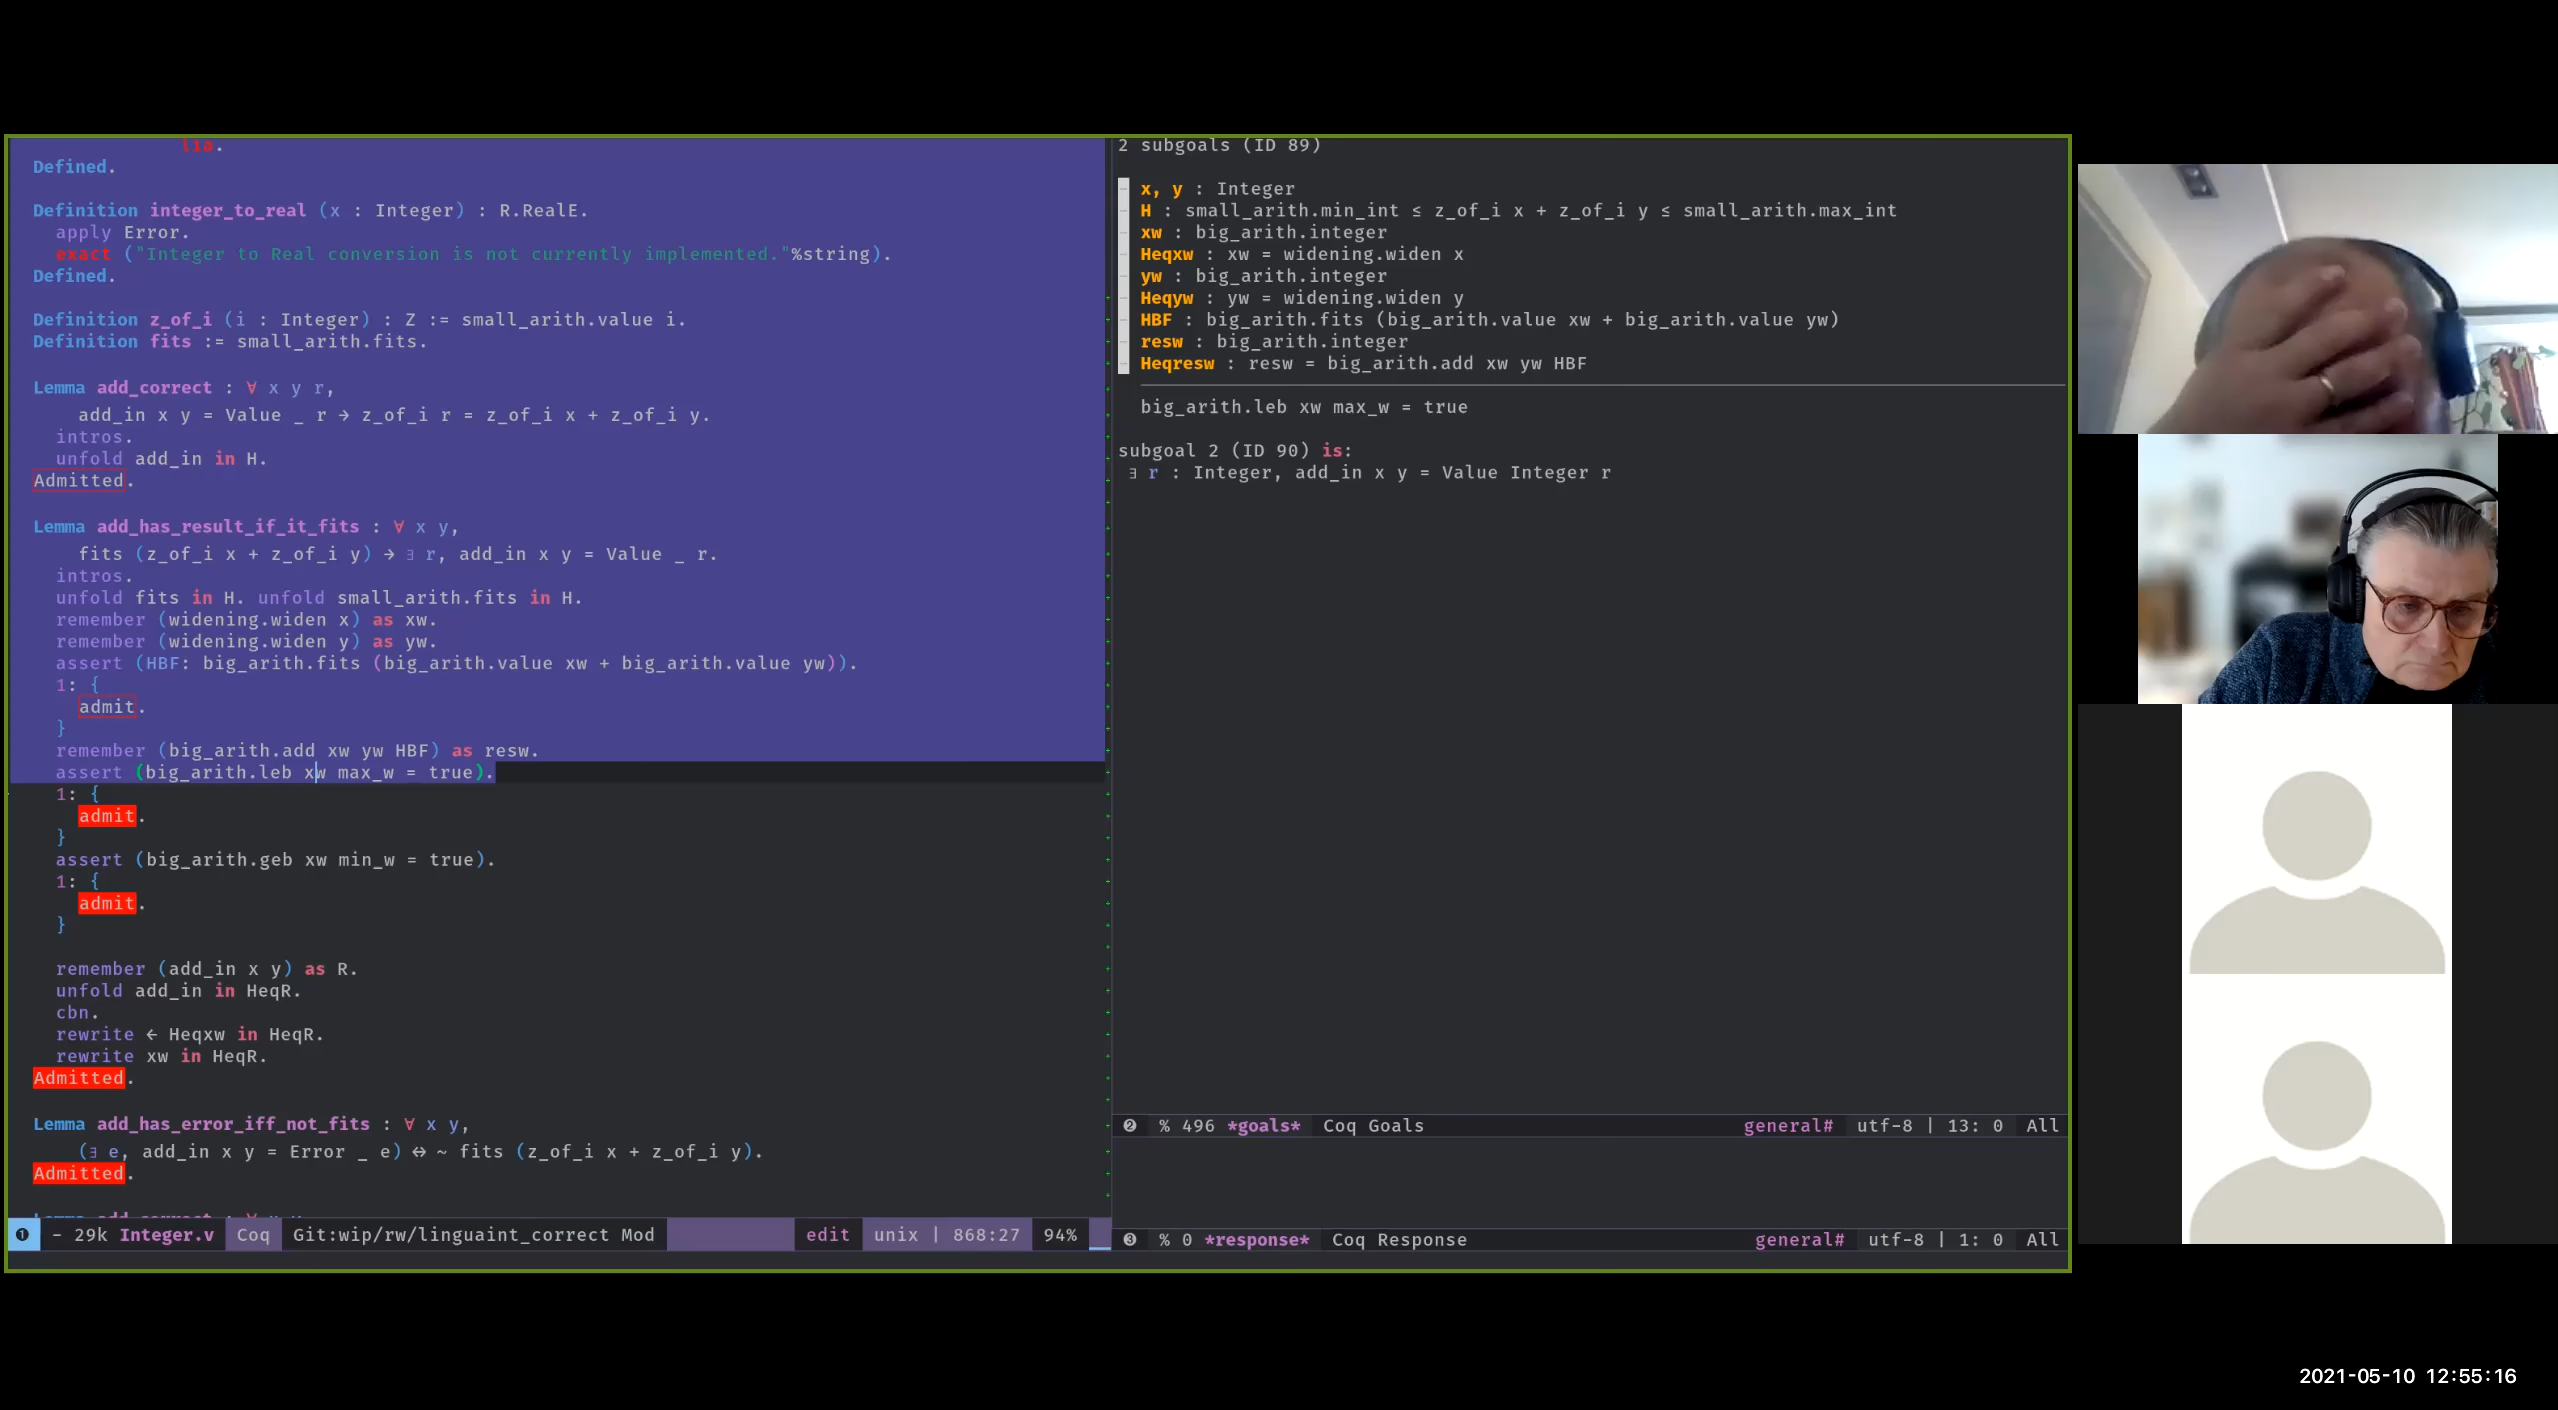 lia.
Defined.
Definition integer_to_real (x : Integer) : R.RealE.
apply Error.
exact ("Integer to Real conversion is not currently implemented."%string).
Defined.
Definition z_of_i (i : Integer) : Z := small_arith.value i.
Definition fits := small_arith.fits.
Lemma add_correct : ∀ x y r,
add_in x y = Value _ r → z_of_i r = z_of_i x + z_of_i y.
intros.
unfold add_in in H.
Admitted.
Lemma add_has_result_if_it_fits : ∀ x y,
fits (z_of_i x + z_of_i y) → ∃ r, add_in x y = Value _ r.
intros.
unfold fits in H. unfold small_arith.fits in H.
remember (widening.widen x) as xw.
remember (widening.widen y) as yw.
assert (HBF: big_arith.fits (big_arith.value xw + big_arith.value yw)).
1: {
admit.
}
remember (big_arith.add xw yw HBF) as resw.
assert (big_arith.leb xw max_w = true).
1: {
admit.
}
assert (big_arith.geb xw min_w = true).
1: {
admit.
}
remember (add_in x y) as R.
unfold add_in in HeqR.
cbn.
rewrite ← Heqxw in HeqR.
rewrite xw in HeqR.
Admitted.
Lemma add_has_error_iff_not_fits : ∀ x y,
(∃ e, add_in x y = Error _ e) ↔ ~ fits (z_of_i x + z_of_i y).
Admitted.
❶ - 29k Integer.v Coq Git:wip/rw/linguaint_correct Mod edit unix | 868:27 94%
2 subgoals (ID 89)
x, y : Integer
H : small_arith.min_int ≤ z_of_i x + z_of_i y ≤ small_arith.max_int
xw : big_arith.integer
Heqxw : xw = widening.widen x
yw : big_arith.integer
Heqyw : yw = widening.widen y
HBF : big_arith.fits (big_arith.value xw + big_arith.value yw)
resw : big_arith.integer
Heqresw : resw = big_arith.add xw yw HBF
big_arith.leb xw max_w = true
subgoal 2 (ID 90) is:
∃ r : Integer, add_in x y = Value Integer r
❷ % 496 *goals* Coq Goals general# utf-8 | 13: 0 All
❸ % 0 *response* Coq Response general# utf-8 | 1: 0 All
2021-05-10 12:55:16